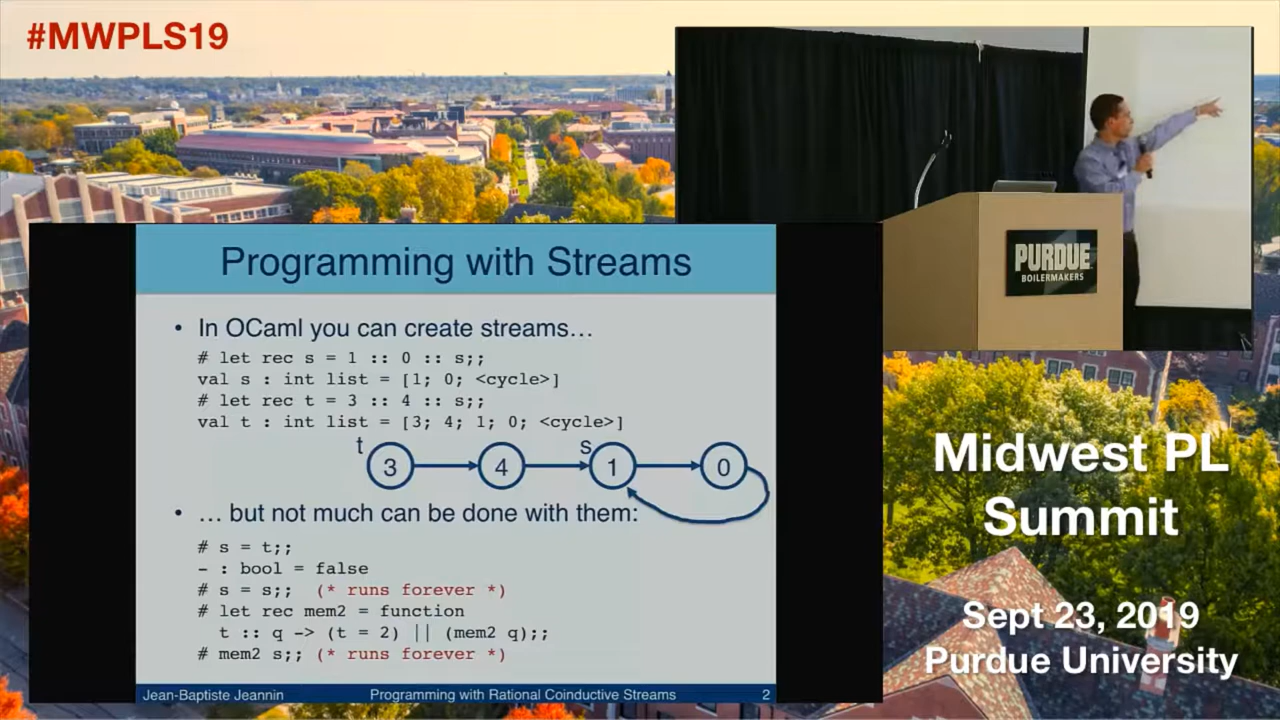 #MWPLS19
PURDUE
BOILERMAKERS
Programming with Streams
• In OCaml you can create streams…
# let rec s = 1 :: 0 :: s;;
val s : int list = [1; 0; <cycle>]
# let rec t = 3 :: 4 :: s;;
val t : int list = [3; 4; 1; 0; <cycle>]
t 3 4 s 1 0
• … but not much can be done with them:
# s = t;;
- : bool = false
# s = s;; (* runs forever *)
# let rec mem2 = function
t :: q -> (t = 2) || (mem2 q);;
# mem2 s;; (* runs forever *)
Jean-Baptiste Jeannin Programming with Rational Coinductive Streams 2
Midwest PL
Summit
Sept 23, 2019
Purdue University